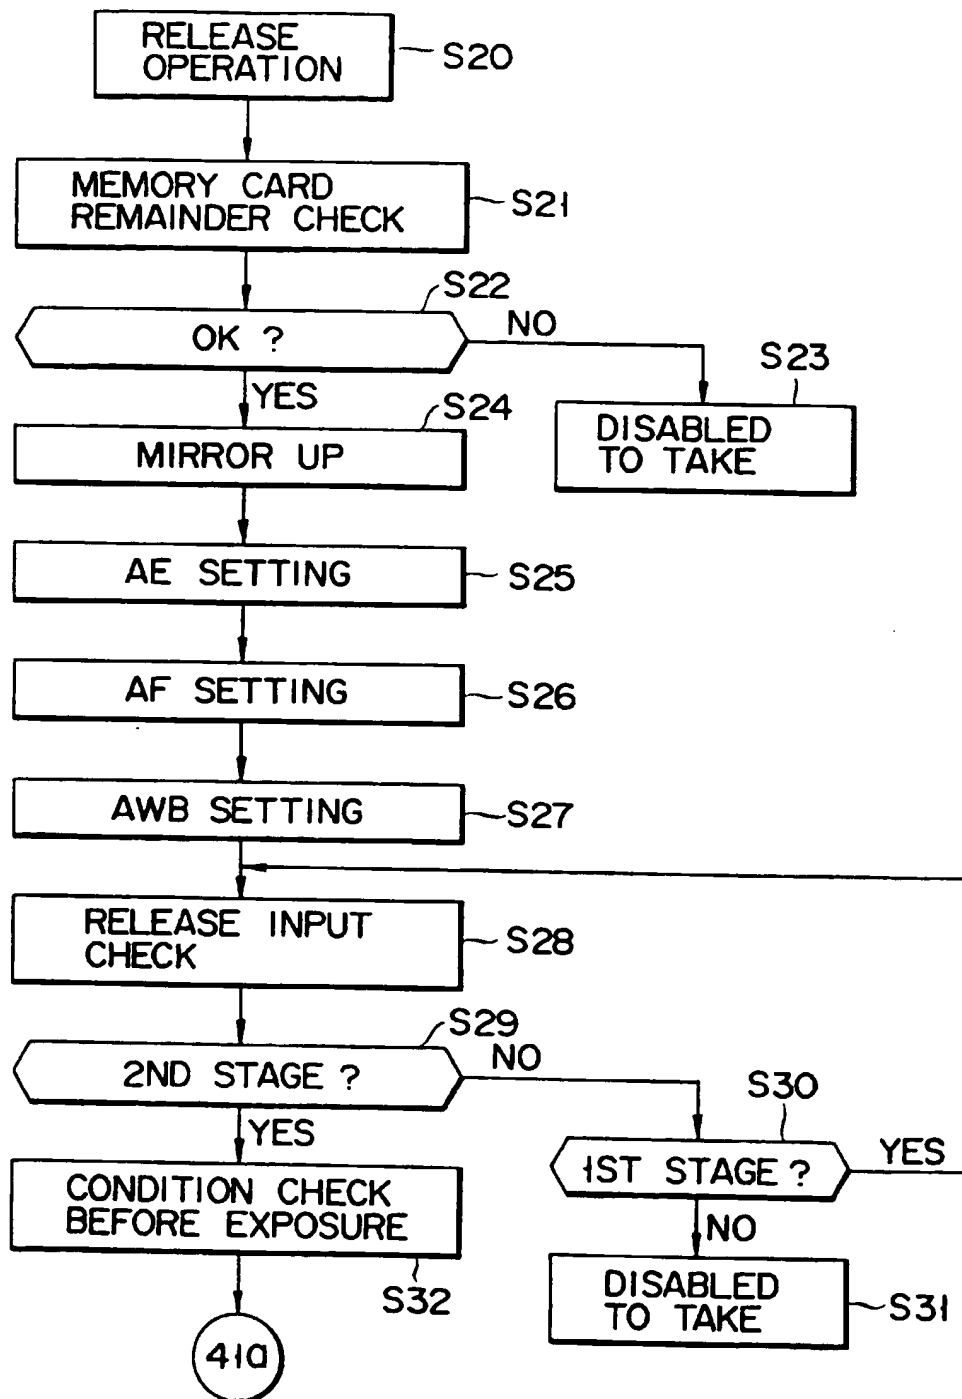 RELEASE
OPERATION
S20
MEMORY CARD
REMAINDER CHECK
S21
S22
OK ?
NO
YES
S23
DISABLED
TO TAKE
S24
MIRROR UP
AE SETTING
S25
AF SETTING
S26
AWB SETTING
S27
RELEASE INPUT
CHECK
S28
S29
2ND STAGE ?
NO
YES
S30
1ST STAGE ?
YES
NO
CONDITION CHECK
BEFORE EXPOSURE
S32
DISABLED
TO TAKE
S31
41a